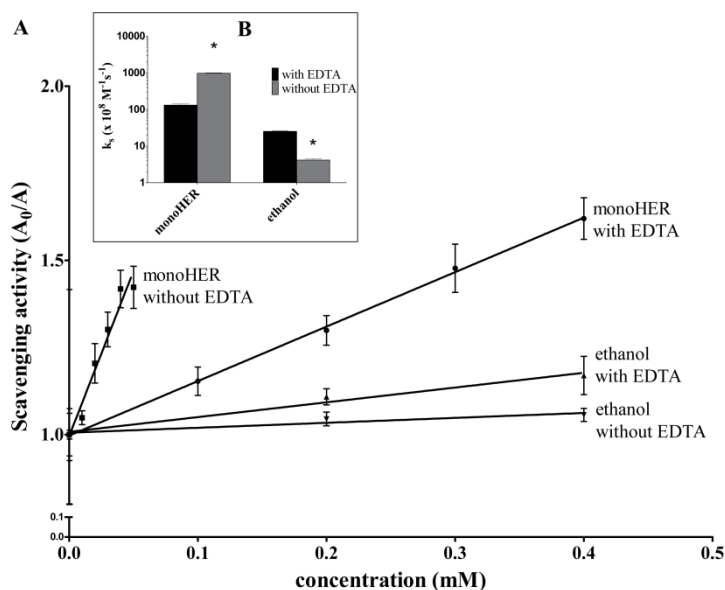 A
B
10000
1000
100
10
1
k_s (x 10^8 M^-1 s^-1)
*
*
with EDTA
without EDTA
monoHER
ethanol
2.0
1.5
1.0
0.1
0.0
Scavenging activity (A_0/A)
monoHER
without EDTA
monoHER
with EDTA
ethanol
with EDTA
ethanol
without EDTA
0.0 0.1 0.2 0.3 0.4 0.5
concentration (mM)